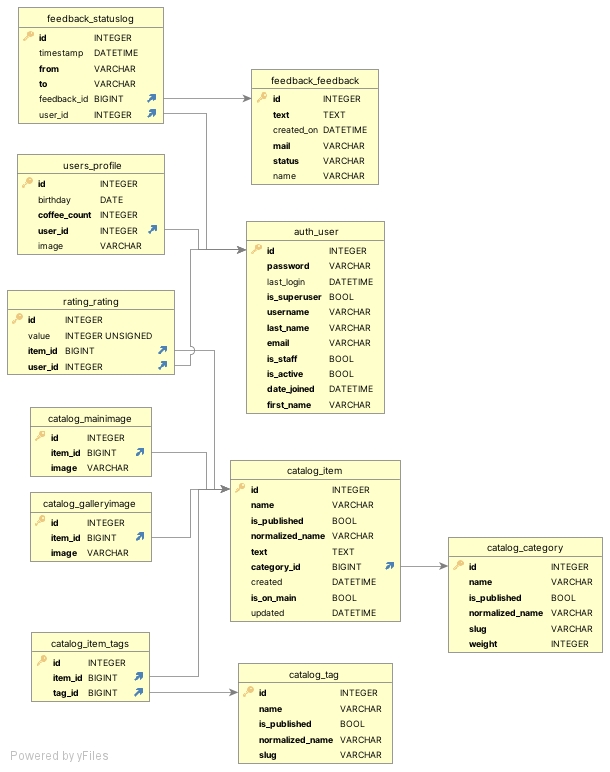 feedback_statuslog
id INTEGER
timestamp DATETIME
from VARCHAR
to VARCHAR
feedback_id BIGINT
user_id INTEGER
feedback_feedback
id INTEGER
text TEXT
created_on DATETIME
mail VARCHAR
status VARCHAR
name VARCHAR
users_profile
id INTEGER
birthday DATE
coffee_count INTEGER
user_id INTEGER
image VARCHAR
auth_user
id INTEGER
password VARCHAR
last_login DATETIME
is_superuser BOOL
username VARCHAR
last_name VARCHAR
email VARCHAR
is_staff BOOL
is_active BOOL
date_joined DATETIME
first_name VARCHAR
rating_rating
id INTEGER
value INTEGER UNSIGNED
item_id BIGINT
user_id INTEGER
catalog_mainimage
id INTEGER
item_id BIGINT
image VARCHAR
catalog_galleryimage
id INTEGER
item_id BIGINT
image VARCHAR
catalog_item
id INTEGER
name VARCHAR
is_published BOOL
normalized_name VARCHAR
text TEXT
category_id BIGINT
created DATETIME
is_on_main BOOL
updated DATETIME
catalog_category
id INTEGER
name VARCHAR
is_published BOOL
normalized_name VARCHAR
slug VARCHAR
weight INTEGER
catalog_item_tags
id INTEGER
item_id BIGINT
tag_id BIGINT
catalog_tag
id INTEGER
name VARCHAR
is_published BOOL
normalized_name VARCHAR
slug VARCHAR
Powered by yFiles